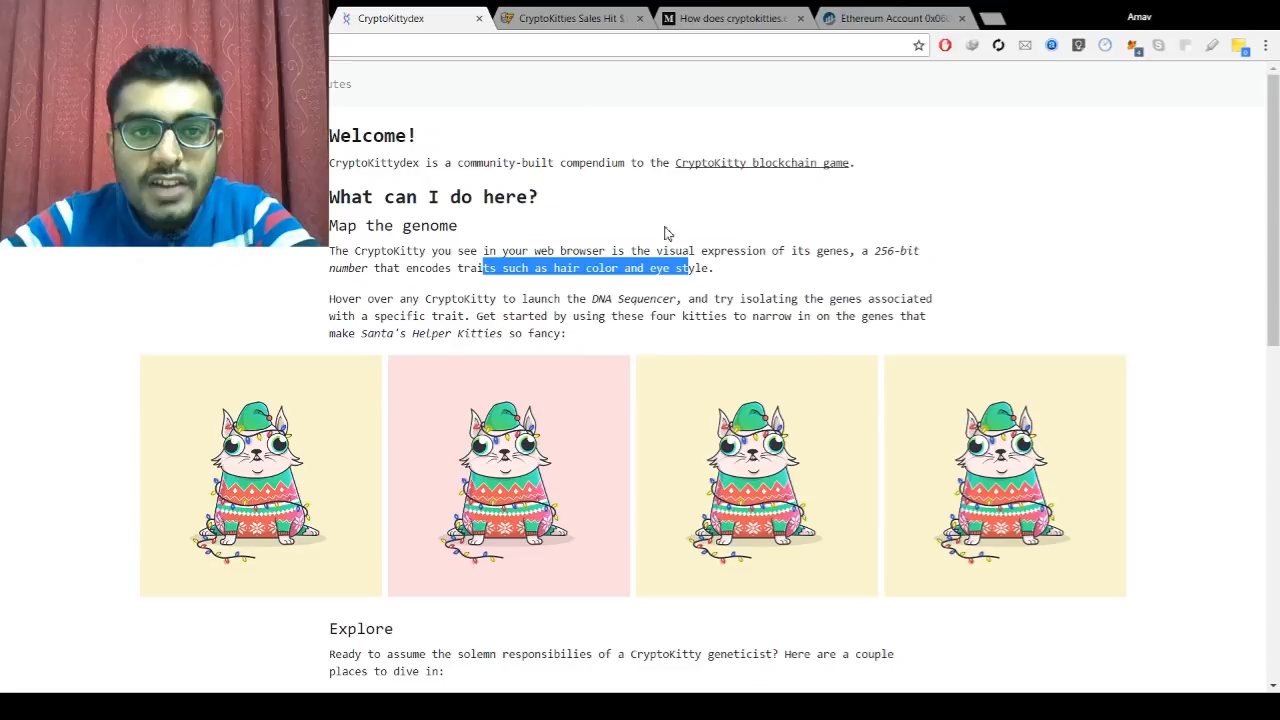 CryptoKittydex
CryptoKitties Sales Hit $
How does cryptokitties.c
Ethereum Account 0x06
Arnav
utes
Welcome!
CryptoKittydex is a community-built compendium to the CryptoKitty blockchain game.
What can I do here?
Map the genome
The CryptoKitty you see in your web browser is the visual expression of its genes, a 256-bit
number that encodes traits such as hair color and eye style.
Hover over any CryptoKitty to launch the DNA Sequencer, and try isolating the genes associated
with a specific trait. Get started by using these four kitties to narrow in on the genes that
make Santa's Helper Kitties so fancy:
Explore
Ready to assume the solemn responsibilies of a CryptoKitty geneticist? Here are a couple
places to dive in: